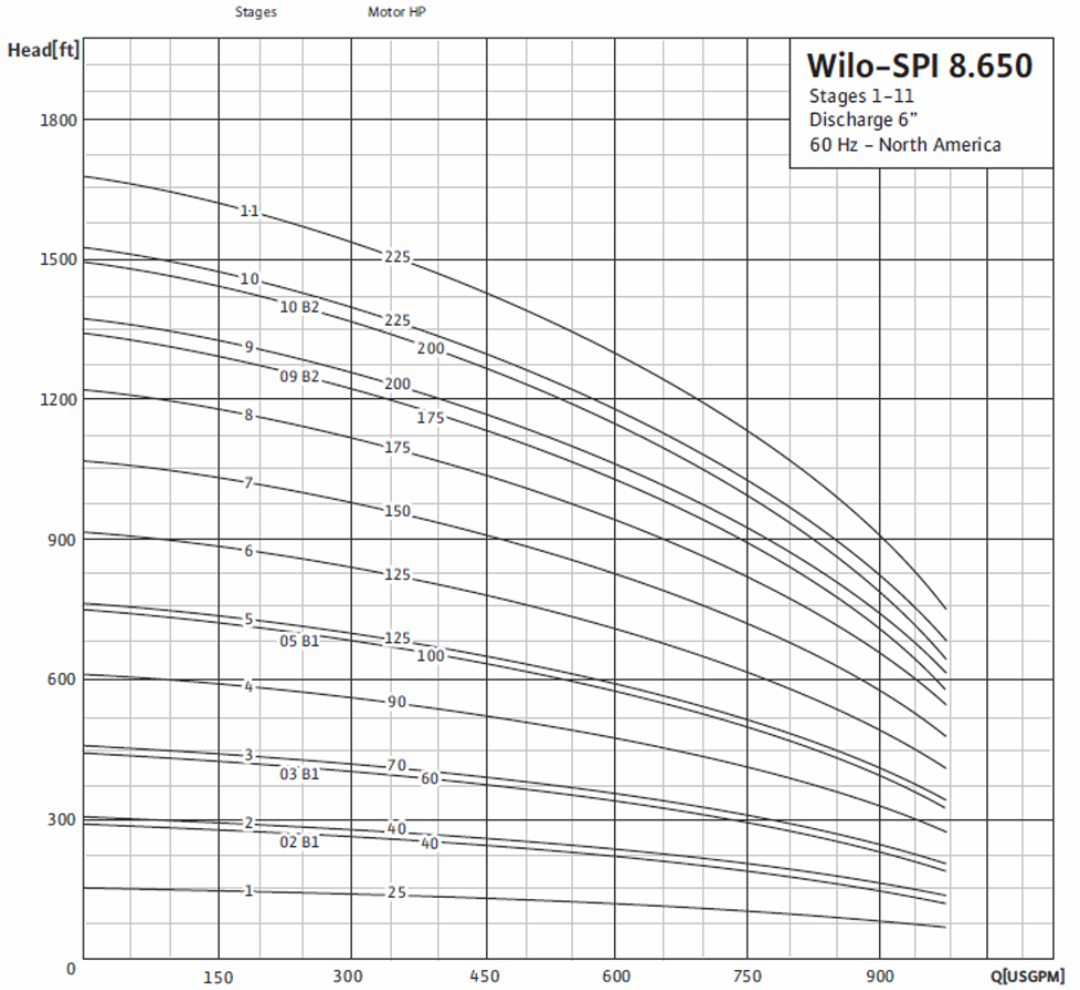 Stages Motor HP
Head[ft]
Wilo-SPI 8.650
Stages 1-11
Discharge 6”
60 Hz – North America
1800
11
225
1500
10
10 B2
225
200
9
09 B2
200
175
1200
8
175
7
150
900
6
125
5
05 B1
125
100
600
4
90
3
03 B1
70
60
300
2
02 B1
40
40
1
25
0 150 300 450 600 750 900 Q[USGPM]